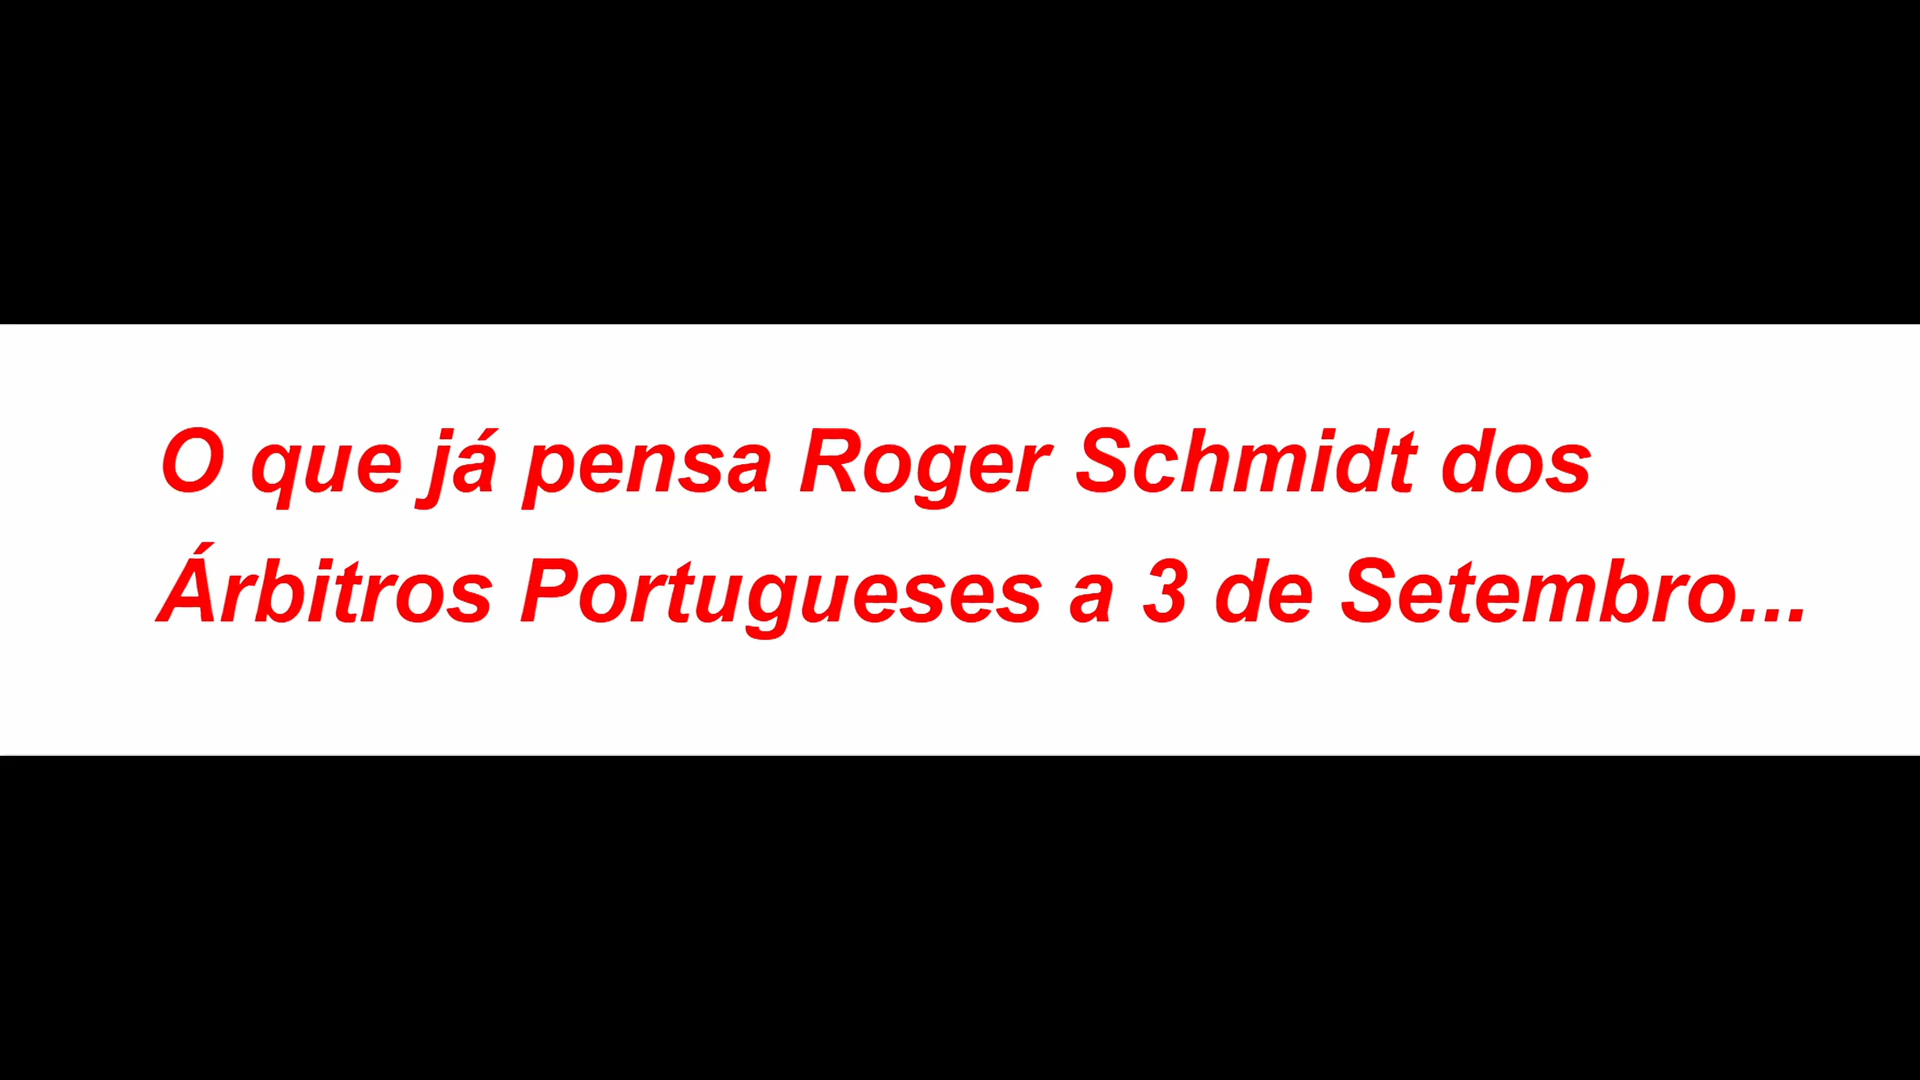 O que já pensa Roger Schmidt dos
Árbitros Portugueses a 3 de Setembro...